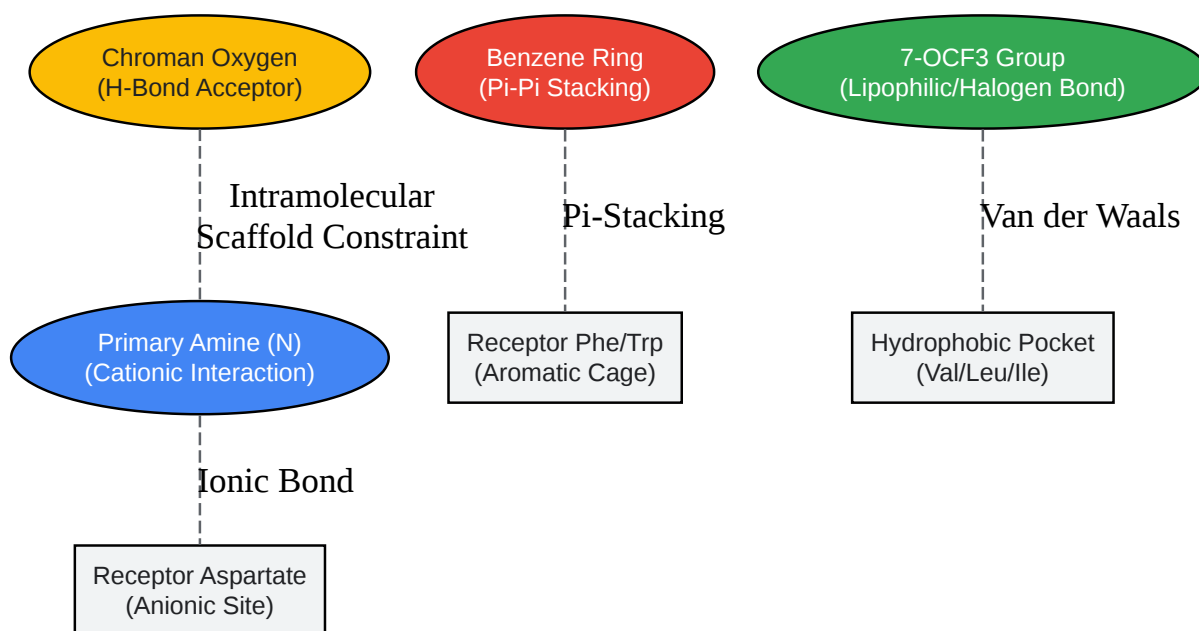 Chroman Oxygen
(H-Bond Acceptor)
Benzene Ring
(Pi-Pi Stacking)
7-OCF3 Group
(Lipophilic/Halogen Bond)
Intramolecular
Scaffold Constraint
Pi-Stacking
Van der Waals
Primary Amine (N)
(Cationic Interaction)
Receptor Phe/Trp
(Aromatic Cage)
Hydrophobic Pocket
(Val/Leu/Ile)
Ionic Bond
Receptor Aspartate
(Anionic Site)